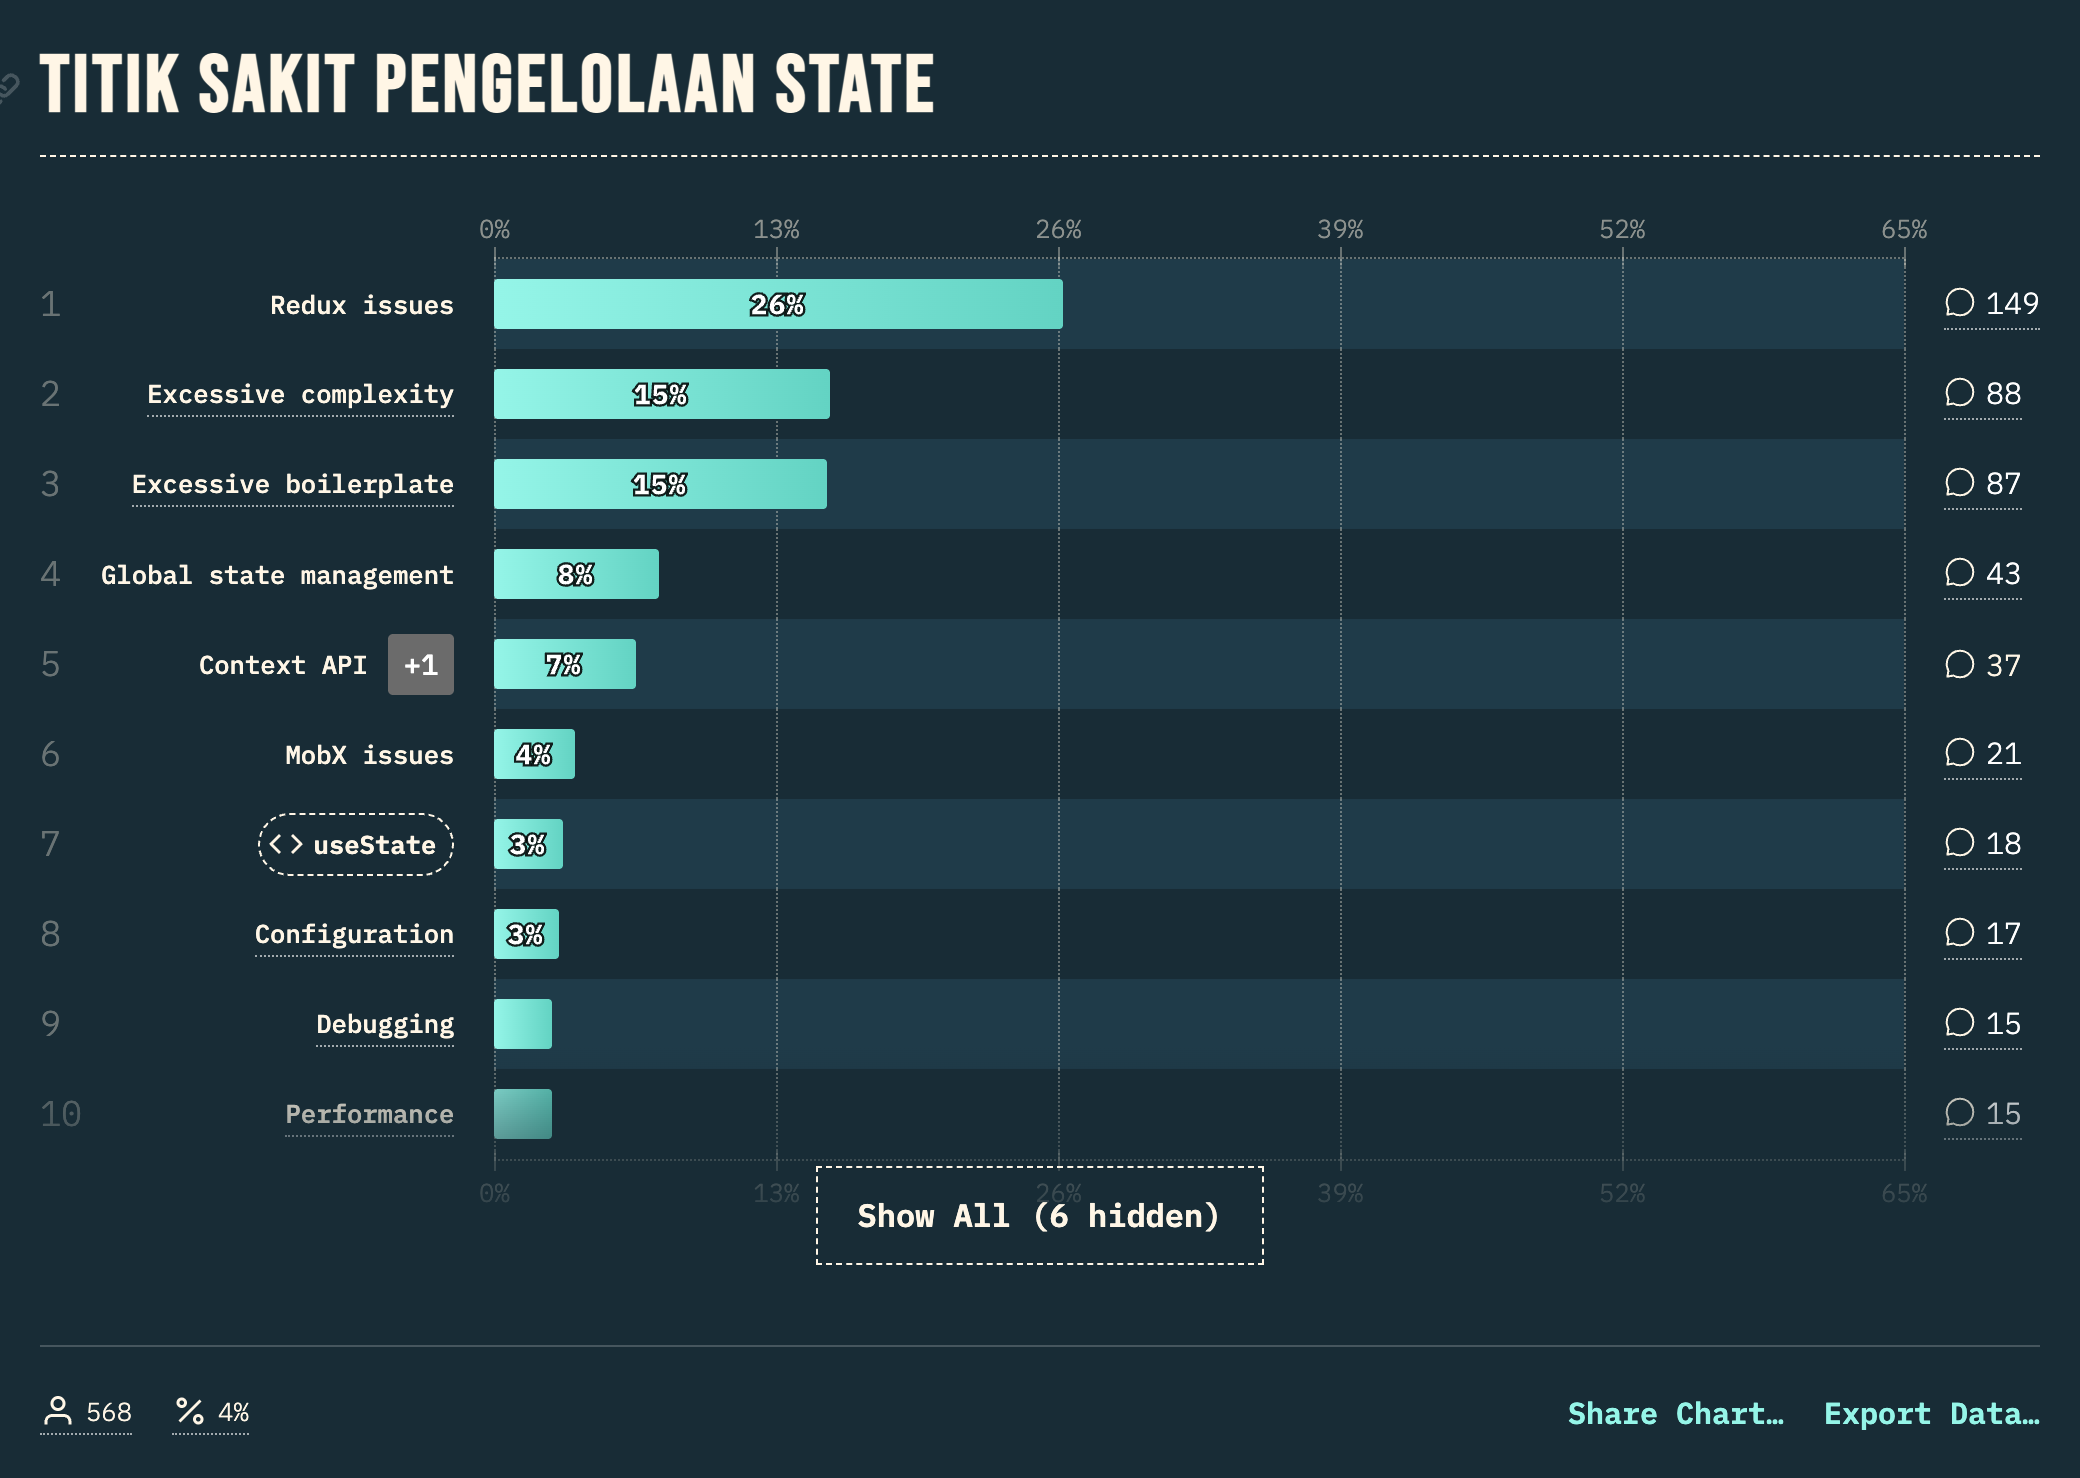 TITIK SAKIT PENGELOLAAN STATE
0% 13% 26% 39% 52% 65%
1 Redux issues 26% 149
2 Excessive complexity 15% 88
3 Excessive boilerplate 15% 87
4 Global state management 8% 43
5 Context API +1 7% 37
6 MobX issues 4% 21
7 useState 3% 18
8 Configuration 3% 17
9 Debugging 15
10 Performance 15
0% 13% 26% 39% 52% 65%
Show All (6 hidden)
568 4% Share Chart… Export Data…